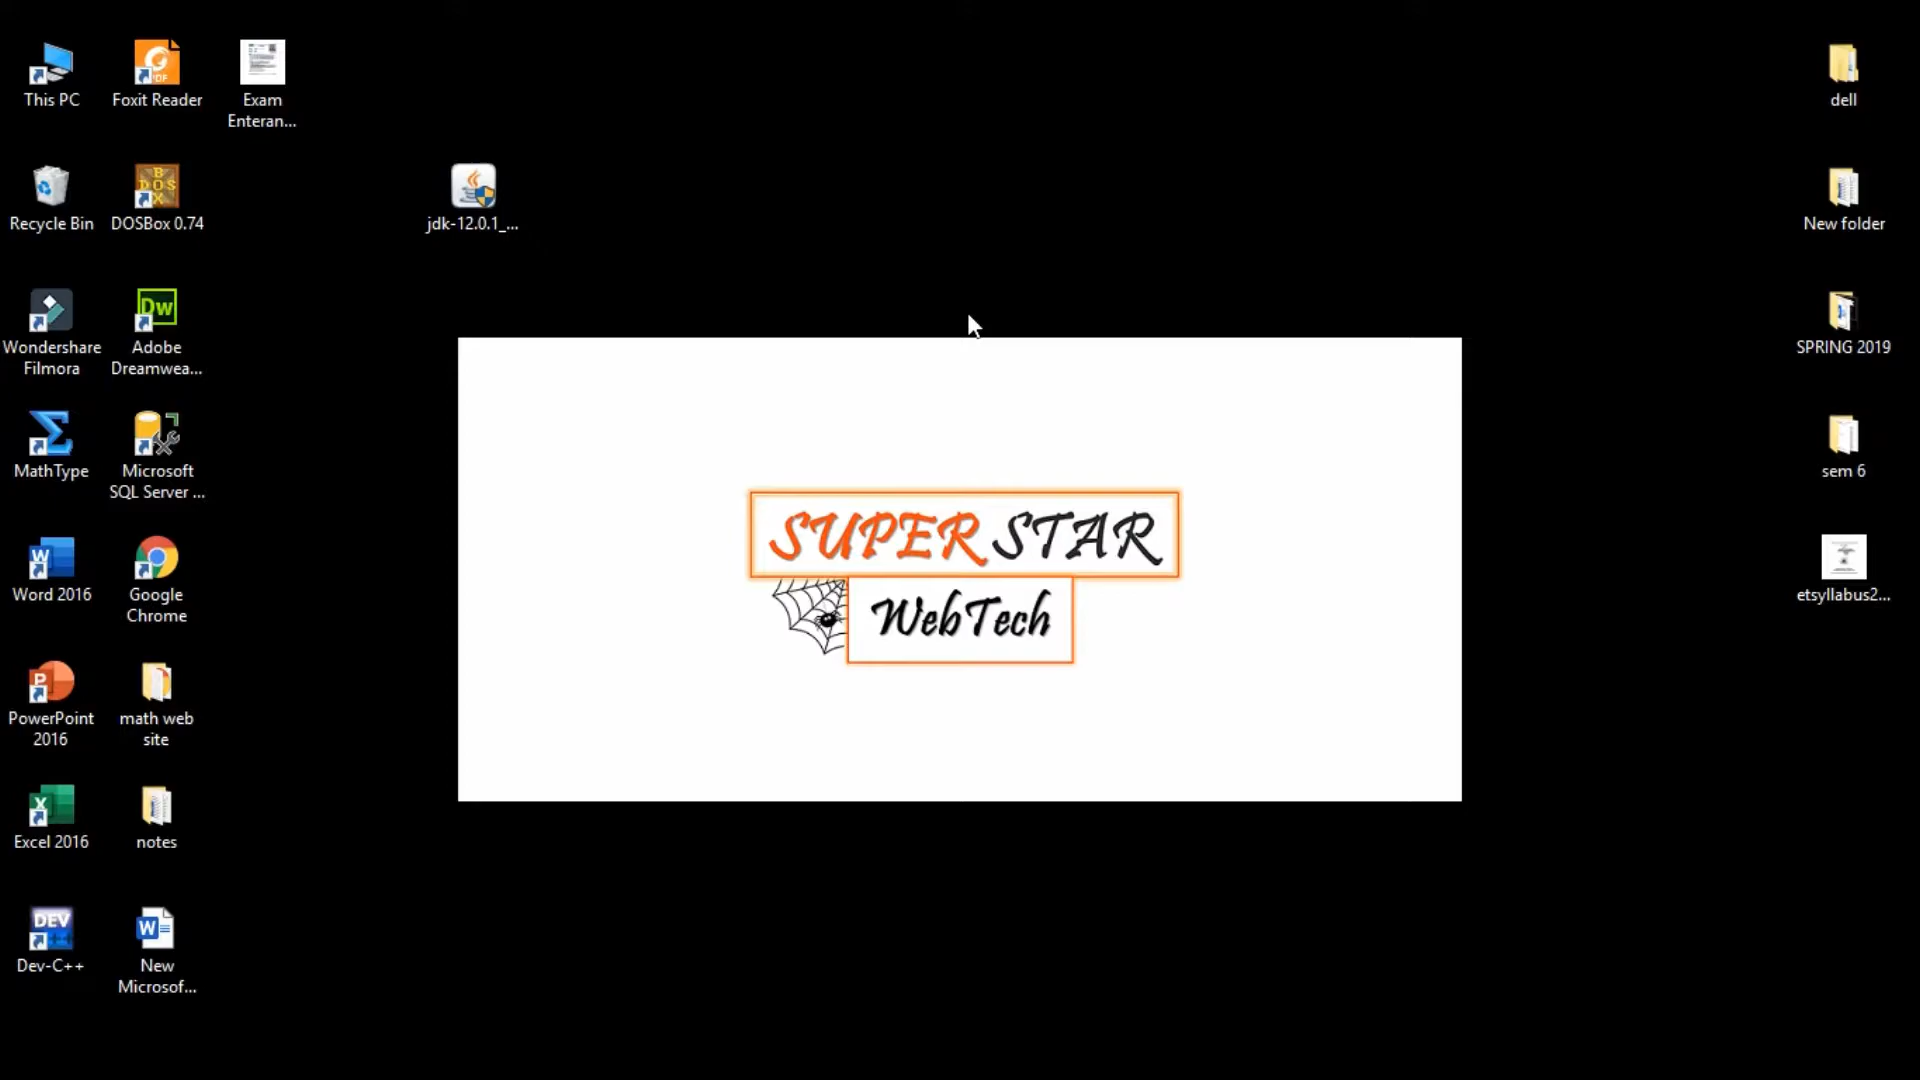 This PC
Foxit Reader
Exam
Enteran...
dell
Recycle Bin
DOSBox 0.74
jdk-12.0.1_...
New folder
Wondershare
Filmora
Adobe
Dreamwea...
SPRING 2019
MathType
Microsoft
SQL Server ...
sem 6
SUPER STAR
WebTech
Word 2016
Google
Chrome
etsyllabus2...
PowerPoint
2016
math web
site
Excel 2016
notes
Dev-C++
New
Microsof...